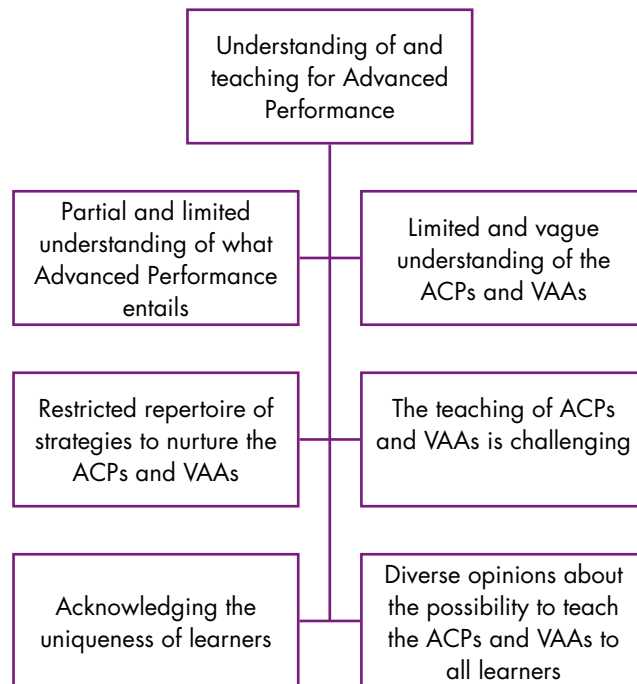 Understanding of and
teaching for Advanced
Performance
Partial and limited
understanding of what
Advanced Performance
entails
Limited and vague
understanding of the
ACPs and VAAs
Restricted repertoire of
strategies to nurture the
ACPs and VAAs
The teaching of ACPs
and VAAs is challenging
Acknowledging the
uniqueness of learners
Diverse opinions about
the possibility to teach
the ACPs and VAAs to
all learners